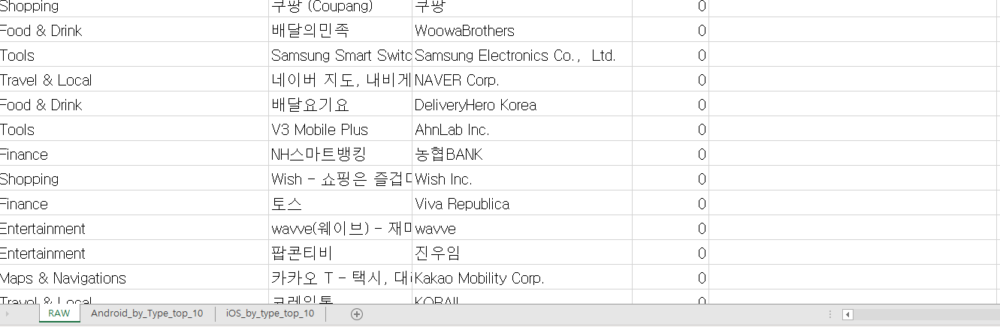 Shopping 쿠팡 (Coupang) 쿠팡 0
Food & Drink 배달의민족 WoowaBrothers 0
Tools Samsung Smart Switc Samsung Electronics Co., Ltd. 0
Travel & Local 네이버 지도, 내비게 NAVER Corp. 0
Food & Drink 배달요기요 DeliveryHero Korea 0
Tools V3 Mobile Plus AhnLab Inc. 0
Finance NH스마트뱅킹 농협BANK 0
Shopping Wish - 쇼핑은 즐겁 Wish Inc. 0
Finance 토스 Viva Republica 0
Entertainment wavve(웨이브) - 재미 wavve 0
Entertainment 팝콘티비 진우임 0
Maps & Navigations 카카오 T - 택시, 대 Kakao Mobility Corp. 0
Travel & Local 코레일톡 KORAIL 0
RAW Android_by_Type_top_10 iOS_by_type_top_10